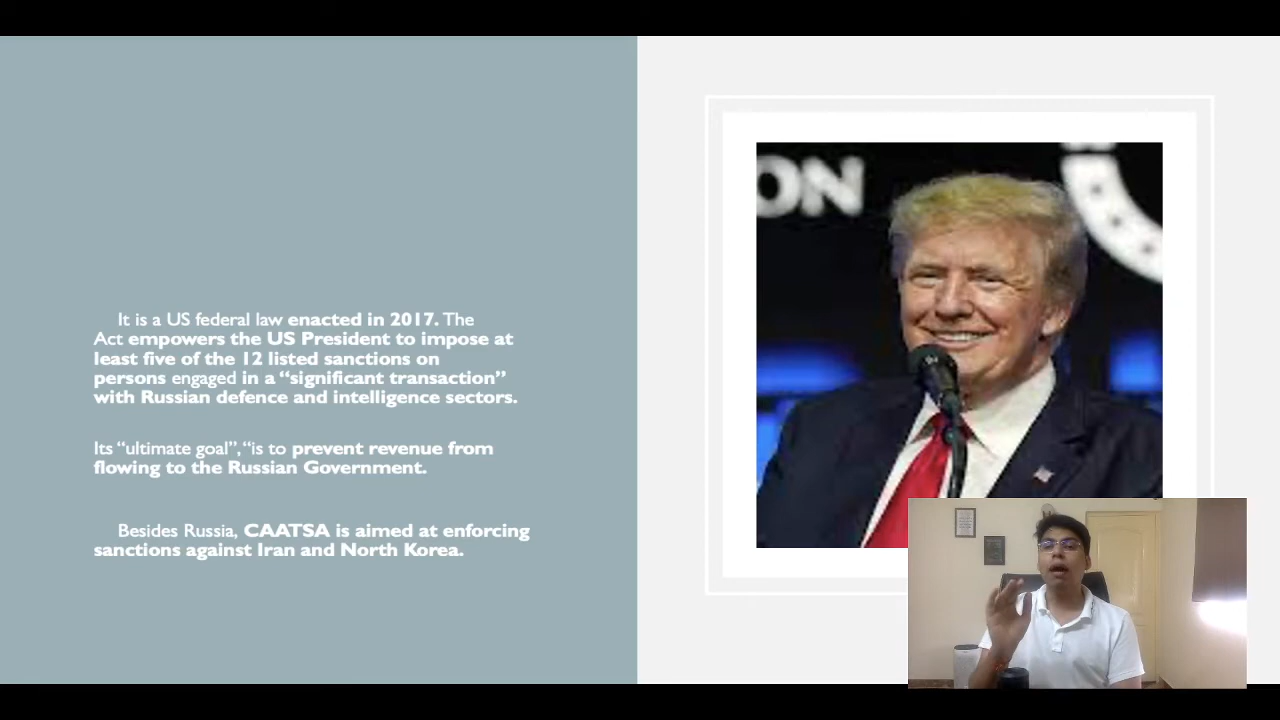 It is a US federal law enacted in 2017. The
Act empowers the US President to impose at
least five of the 12 listed sanctions on
persons engaged in a “significant transaction”
with Russian defence and intelligence sectors.
Its “ultimate goal”, “is to prevent revenue from
flowing to the Russian Government.
Besides Russia, CAATSA is aimed at enforcing
sanctions against Iran and North Korea.
ON